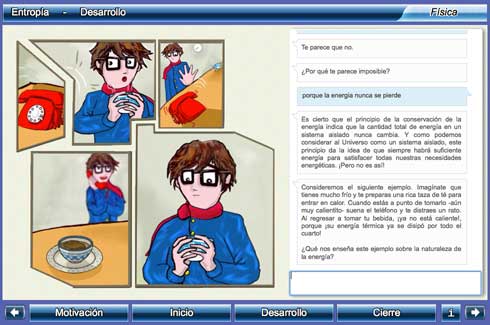 Entropía - Desarrollo
Física
Te parece que no.
¿Por qué te parece imposible?
porque la energia nunca se pierde
Es cierto que el principio de la conservación de la
energía indica que la cantidad total de energía en un
sistema aislado nunca cambia. Y como podemos
considerar al Universo como un sistema aislado, este
principio da la idea de que siempre habrá suficiente
energía para satisfacer todas nuestras necesidades
energéticas. ¡Pero no es así!
Consideremos el siguiente ejemplo. Imagínate que
tienes mucho frío y te preparas una rica taza de té para
entrar en calor. Cuando estás a punto de tomarlo -aún
muy calientito- suena el teléfono y te distraes un rato.
Al regresar a tomar tu bebida, ¡ya no está caliente!,
porque ¡su energía térmica ya se disipó por todo el
cuarto!
¿Qué nos enseña este ejemplo sobre la naturaleza de
la energía?
Motivación
Inicio
Desarrollo
Cierre
i